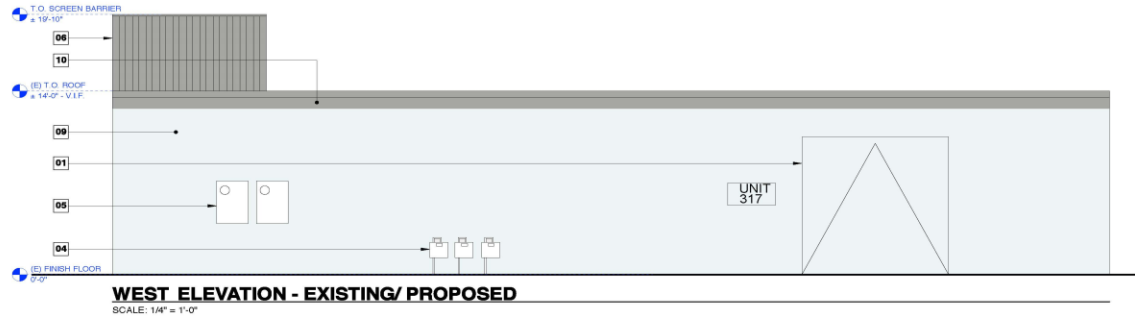 T.O. SCREEN BARRIER
± 19'-10"
06
10
(E) T.O. ROOF
± 14'-0" - V.I.F.
09
01
UNIT
317
05
04
(E) FINISH FLOOR
0'-0"
WEST ELEVATION - EXISTING/ PROPOSED
SCALE: 1/4" = 1'-0"